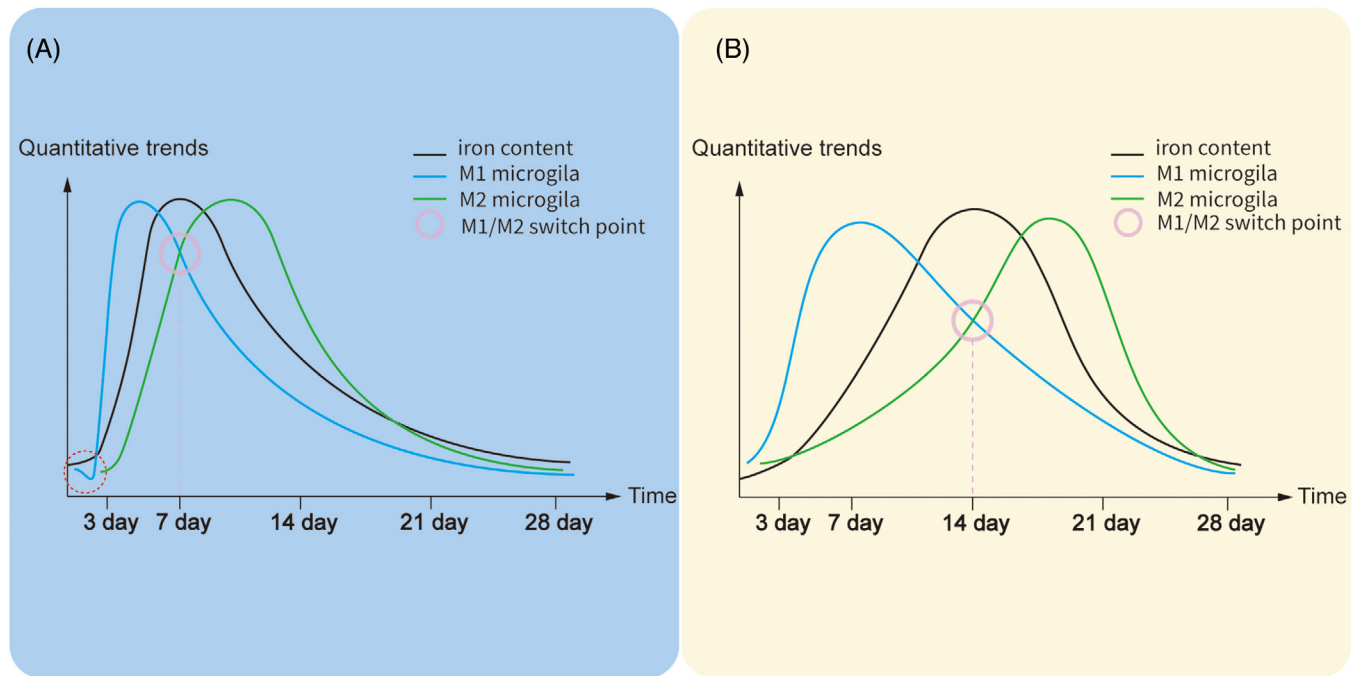 (A)
Quantitative trends
iron content
M1 microgila
M2 microgila
M1/M2 switch point
Time
3 day 7 day 14 day 21 day 28 day
(B)
Quantitative trends
iron content
M1 microgila
M2 microgila
M1/M2 switch point
Time
3 day 7 day 14 day 21 day 28 day